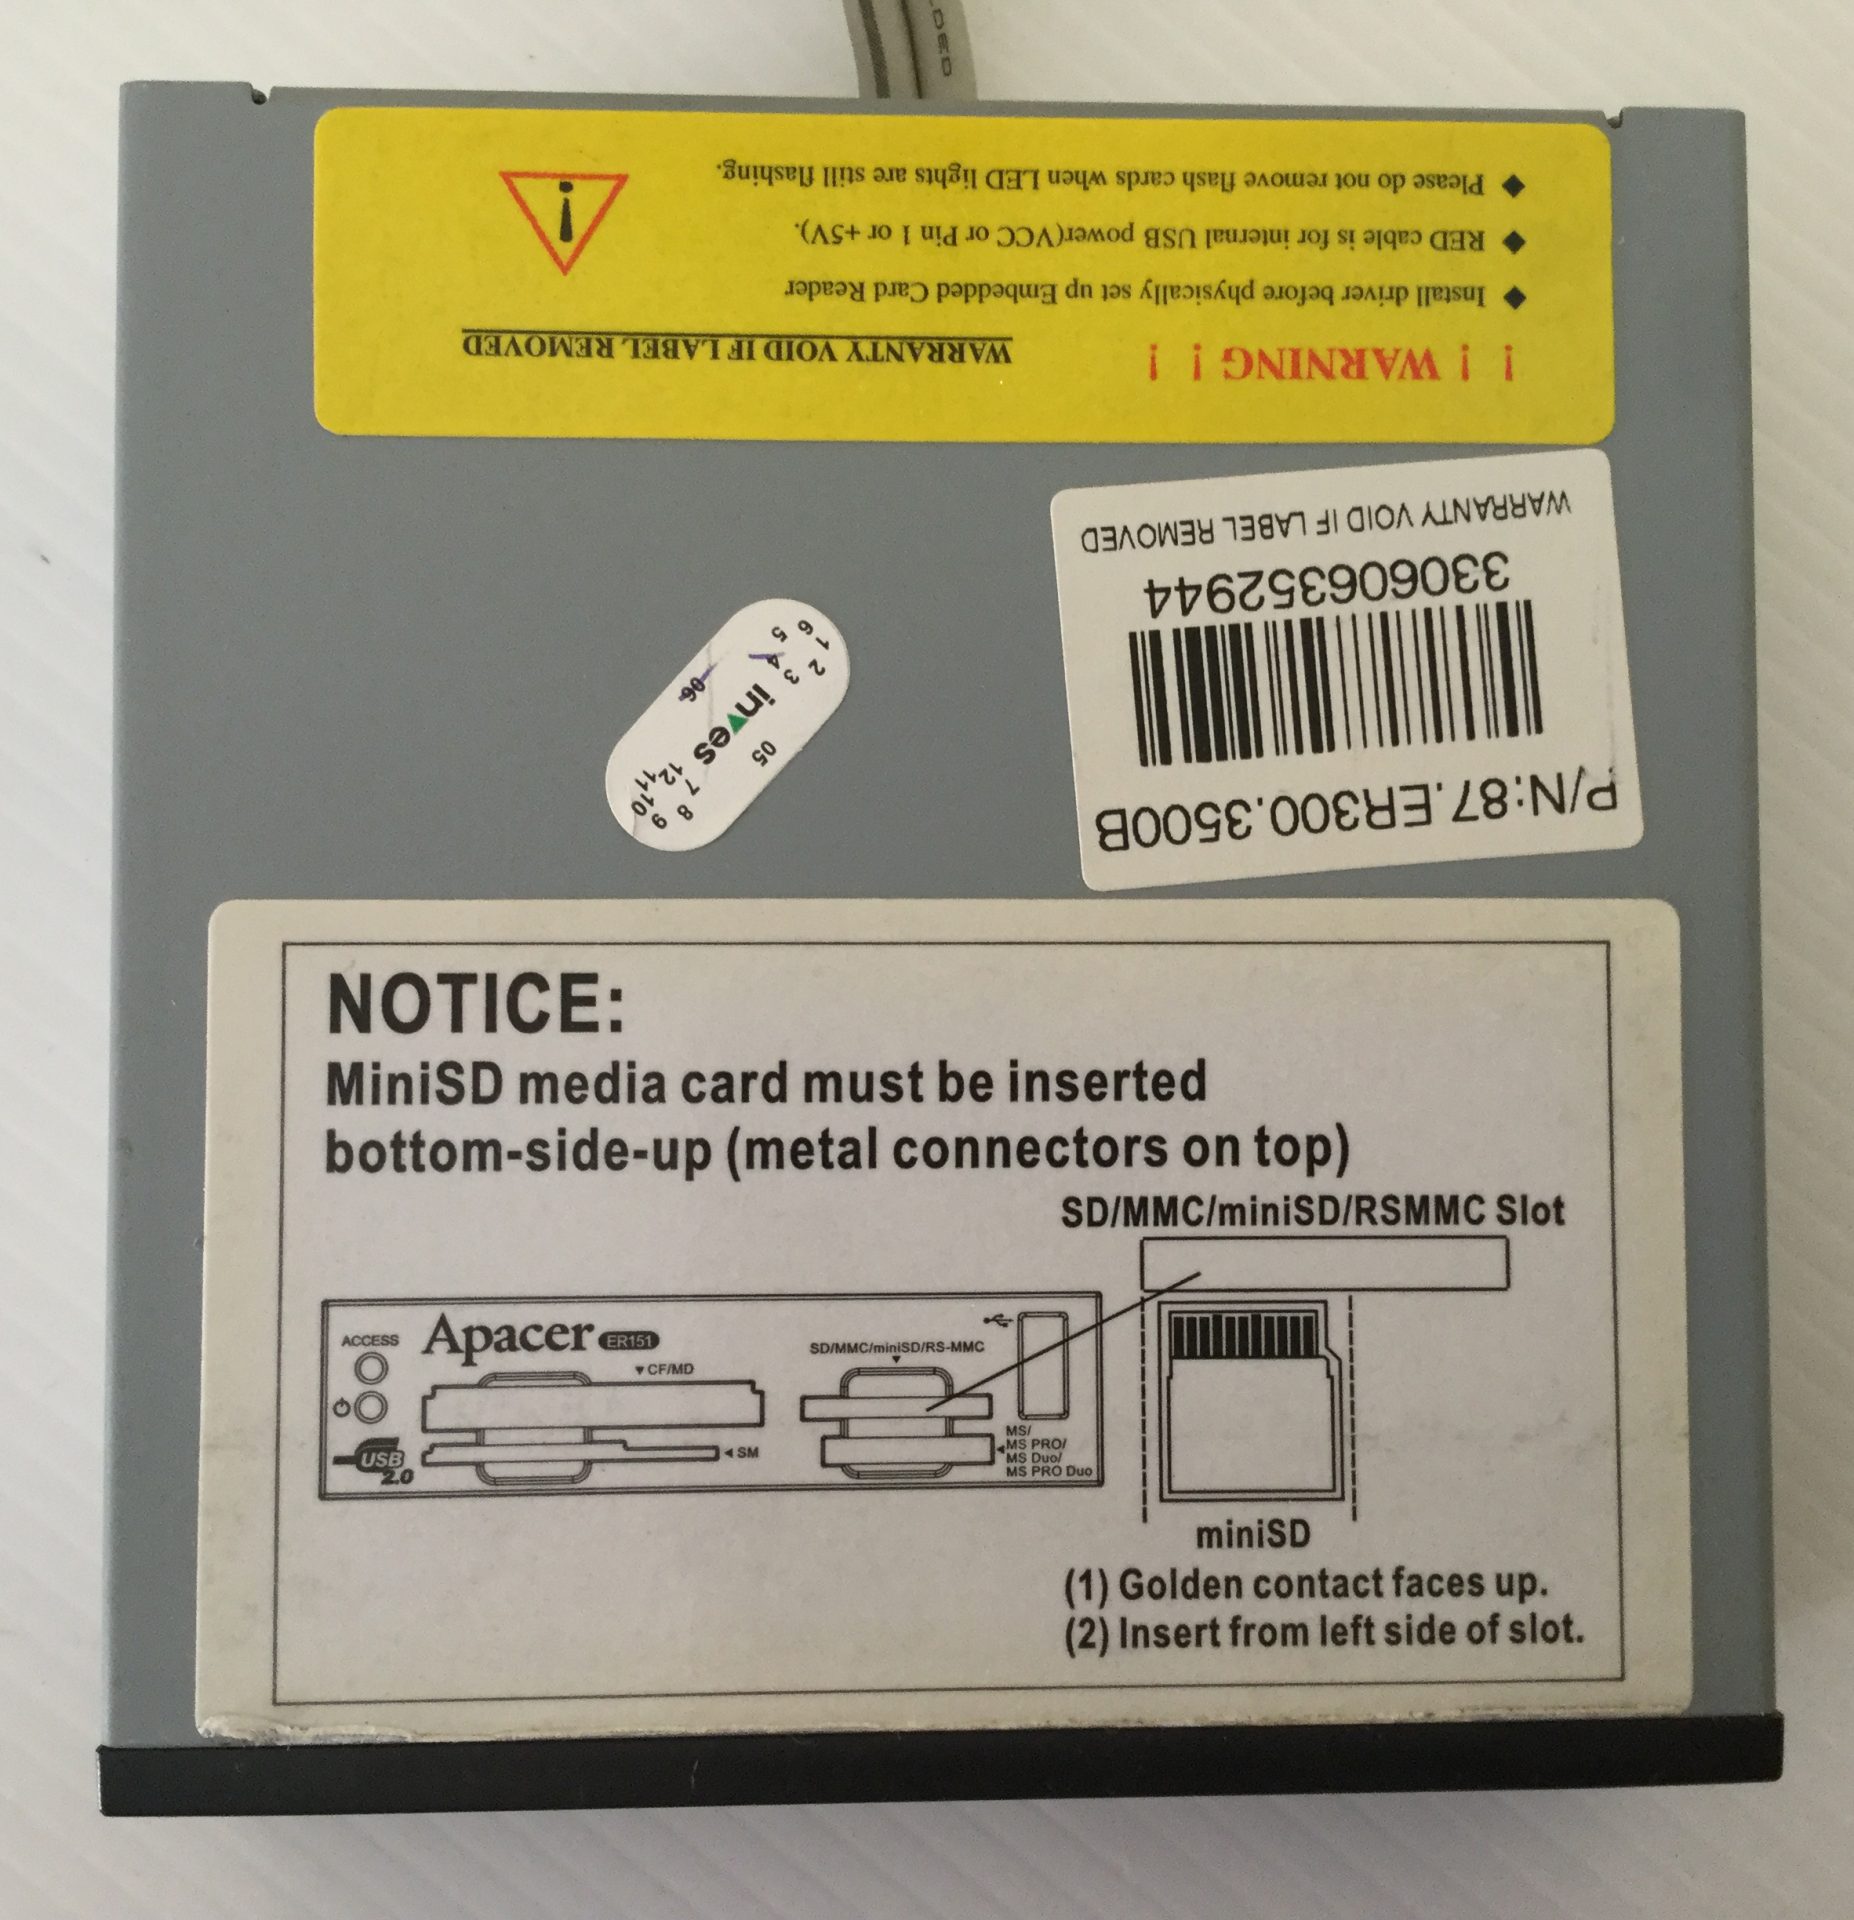 DED
! ! WARNING ! !
WARRANTY VOID IF LABEL REMOVED
◆ Install driver before physically set up Embedded Card Reader
◆ RED cable is for internal USB power(VCC or Pin 1 or +5V).
◆ Please do not remove flash cards when LED lights are still flashing.
P/N:87.ER300.3500B
330606352944
WARRANTY VOID IF LABEL REMOVED
1 2 3 4 5 6
05 inves 06
7 8 9 10 11 12
NOTICE:
MiniSD media card must be inserted
bottom-side-up (metal connectors on top)
SD/MMC/miniSD/RSMMC Slot
ACCESS
Apacer ER151
CF/MD
SM
USB
2.0
SD/MMC/miniSD/RS-MMC
MS/
MS PRO/
MS Duo/
MS PRO Duo
miniSD
(1) Golden contact faces up.
(2) Insert from left side of slot.